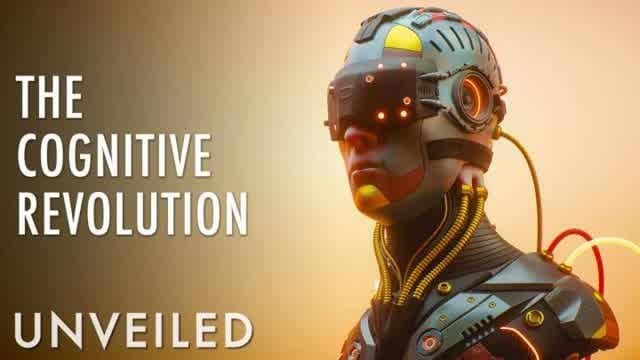 THE
COGNITIVE
REVOLUTION
UNVEILED